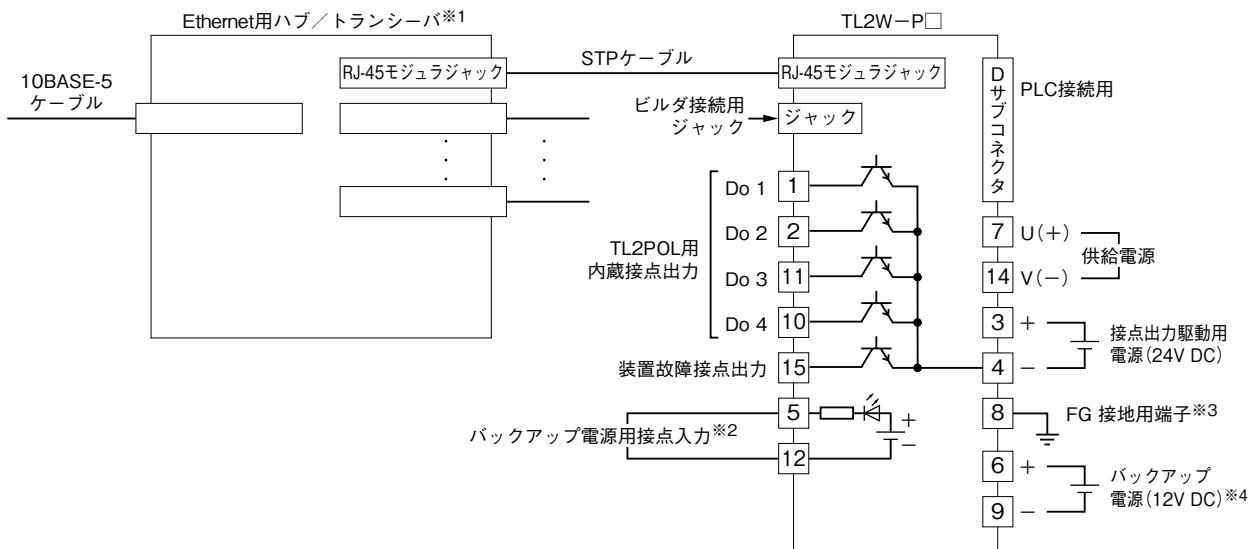 Ethernet用ハブ／トランシーバ※1
10BASE-5
ケーブル
RJ-45モジュラジャック
STPケーブル
TL2W－P□
RJ-45モジュラジャック
ビルダ接続用
ジャック
ジャック
Dサブコネクタ
PLC接続用
TL2POL用
内蔵接点出力
Do 1
1
Do 2
2
Do 3
11
Do 4
10
装置故障接点出力
15
バックアップ電源用接点入力※2
5
12
＋
－
7
U(＋)
14
V(－)
供給電源
3
＋
4
－
接点出力駆動用
電源(24V DC)
8
FG 接地用端子※3
6
＋
9
－
バックアップ
電源(12V DC)※4